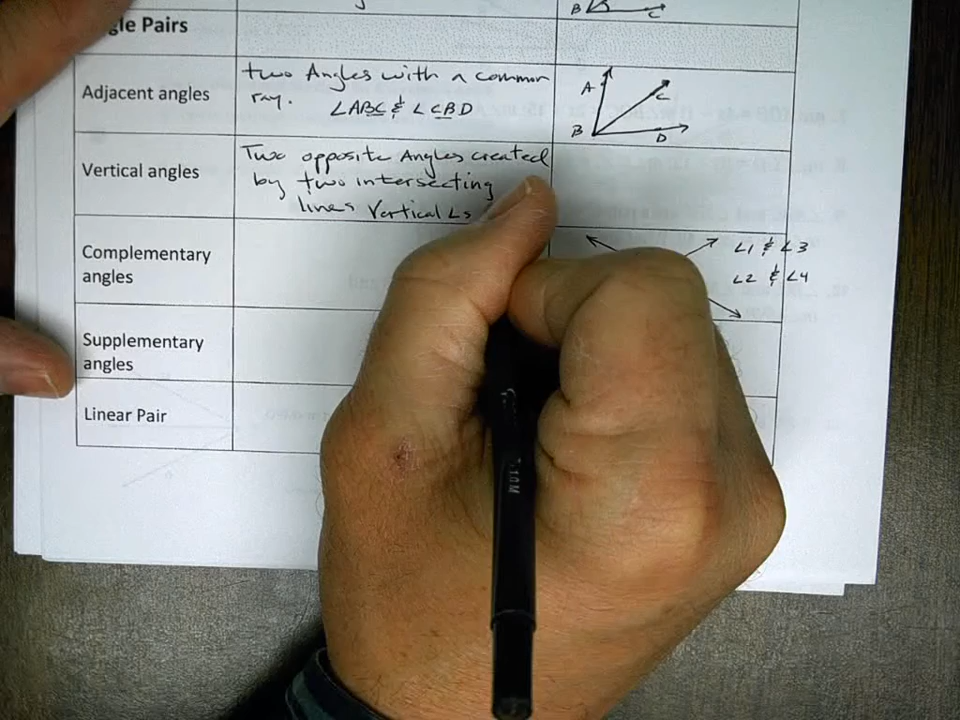 B C
gle Pairs
Adjacent angles
two Angles with a common
ray. ∠ABC & ∠CBD
A
C
B
D
Vertical angles
Two opposite Angles created
by two intersecting
lines Vertical ∠s
Complementary
angles
∠1 & ∠3
∠2 & ∠4
Supplementary
angles
Linear Pair